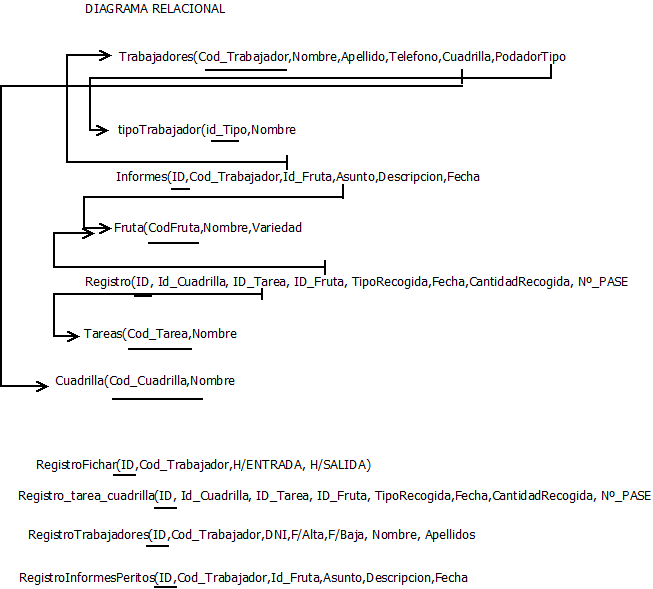 DIAGRAMA RELACIONAL
Trabajadores(Cod_Trabajador,Nombre,Apellido,Telefono,Cuadrilla,PodadorTipo
tipoTrabajador(id_Tipo,Nombre
Informes(ID,Cod_Trabajador,Id_Fruta,Asunto,Descripcion,Fecha
Fruta(CodFruta,Nombre,Variedad
Registro(ID, Id_Cuadrilla, ID_Tarea, ID_Fruta, TipoRecogida,Fecha,CantidadRecogida, Nº_PASE
Tareas(Cod_Tarea,Nombre
Cuadrilla(Cod_Cuadrilla,Nombre
RegistroFichar(ID,Cod_Trabajador,H/ENTRADA, H/SALIDA)
Registro_tarea_cuadrilla(ID, Id_Cuadrilla, ID_Tarea, ID_Fruta, TipoRecogida,Fecha,CantidadRecogida, Nº_PASE
RegistroTrabajadores(ID,Cod_Trabajador,DNI,F/Alta,F/Baja, Nombre, Apellidos
RegistroInformesPeritos(ID,Cod_Trabajador,Id_Fruta,Asunto,Descripcion,Fecha